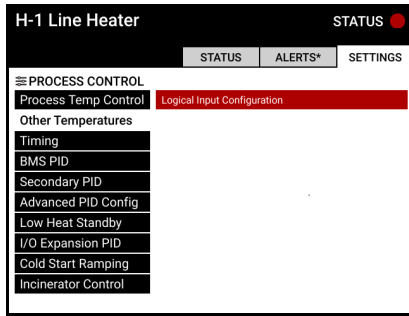 H-1 Line Heater
STATUS
STATUS
ALERTS*
SETTINGS
PROCESS CONTROL
Process Temp Control
Logical Input Configuration
Other Temperatures
Timing
BMS PID
Secondary PID
Advanced PID Config
Low Heat Standby
I/O Expansion PID
Cold Start Ramping
Incinerator Control